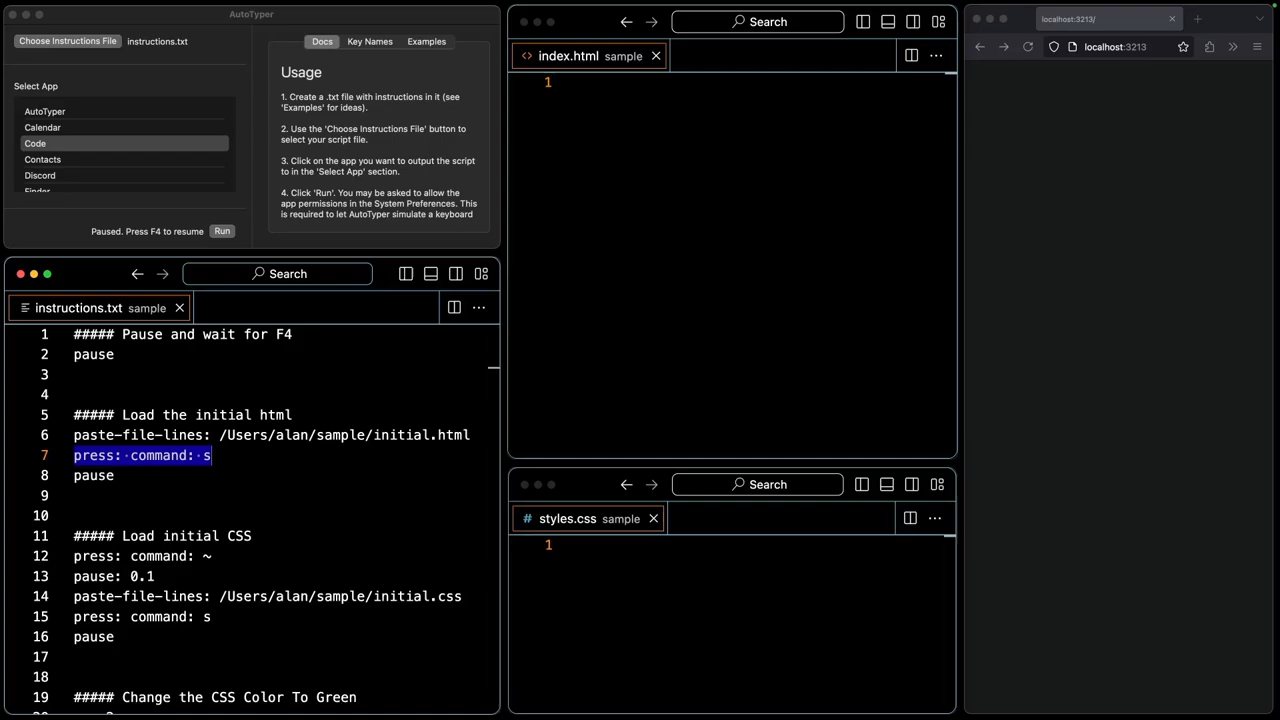 AutoTyper
Choose Instructions File instructions.txt
Select App
AutoTyper
Calendar
Code
Contacts
Discord
Finder
Paused. Press F4 to resume Run
Docs Key Names Examples
Usage
1. Create a .txt file with instructions in it (see
'Examples' for ideas).
2. Use the 'Choose Instructions File' button to
select your script file.
3. Click on the app you want to output the script
to in the 'Select App' section.
4. Click 'Run'. You may be asked to allow the
app permissions in the System Preferences. This
is required to let AutoTyper simulate a keyboard
Search
instructions.txt sample
1 ##### Pause and wait for F4
2 pause
3
4
5 ##### Load the initial html
6 paste-file-lines: /Users/alan/sample/initial.html
7 press: command: s
8 pause
9
10
11 ##### Load initial CSS
12 press: command: ~
13 pause: 0.1
14 paste-file-lines: /Users/alan/sample/initial.css
15 press: command: s
16 pause
17
18
19 ##### Change the CSS Color To Green
Search
<> index.html sample
1
Search
# styles.css sample
1
localhost:3213/
localhost:3213